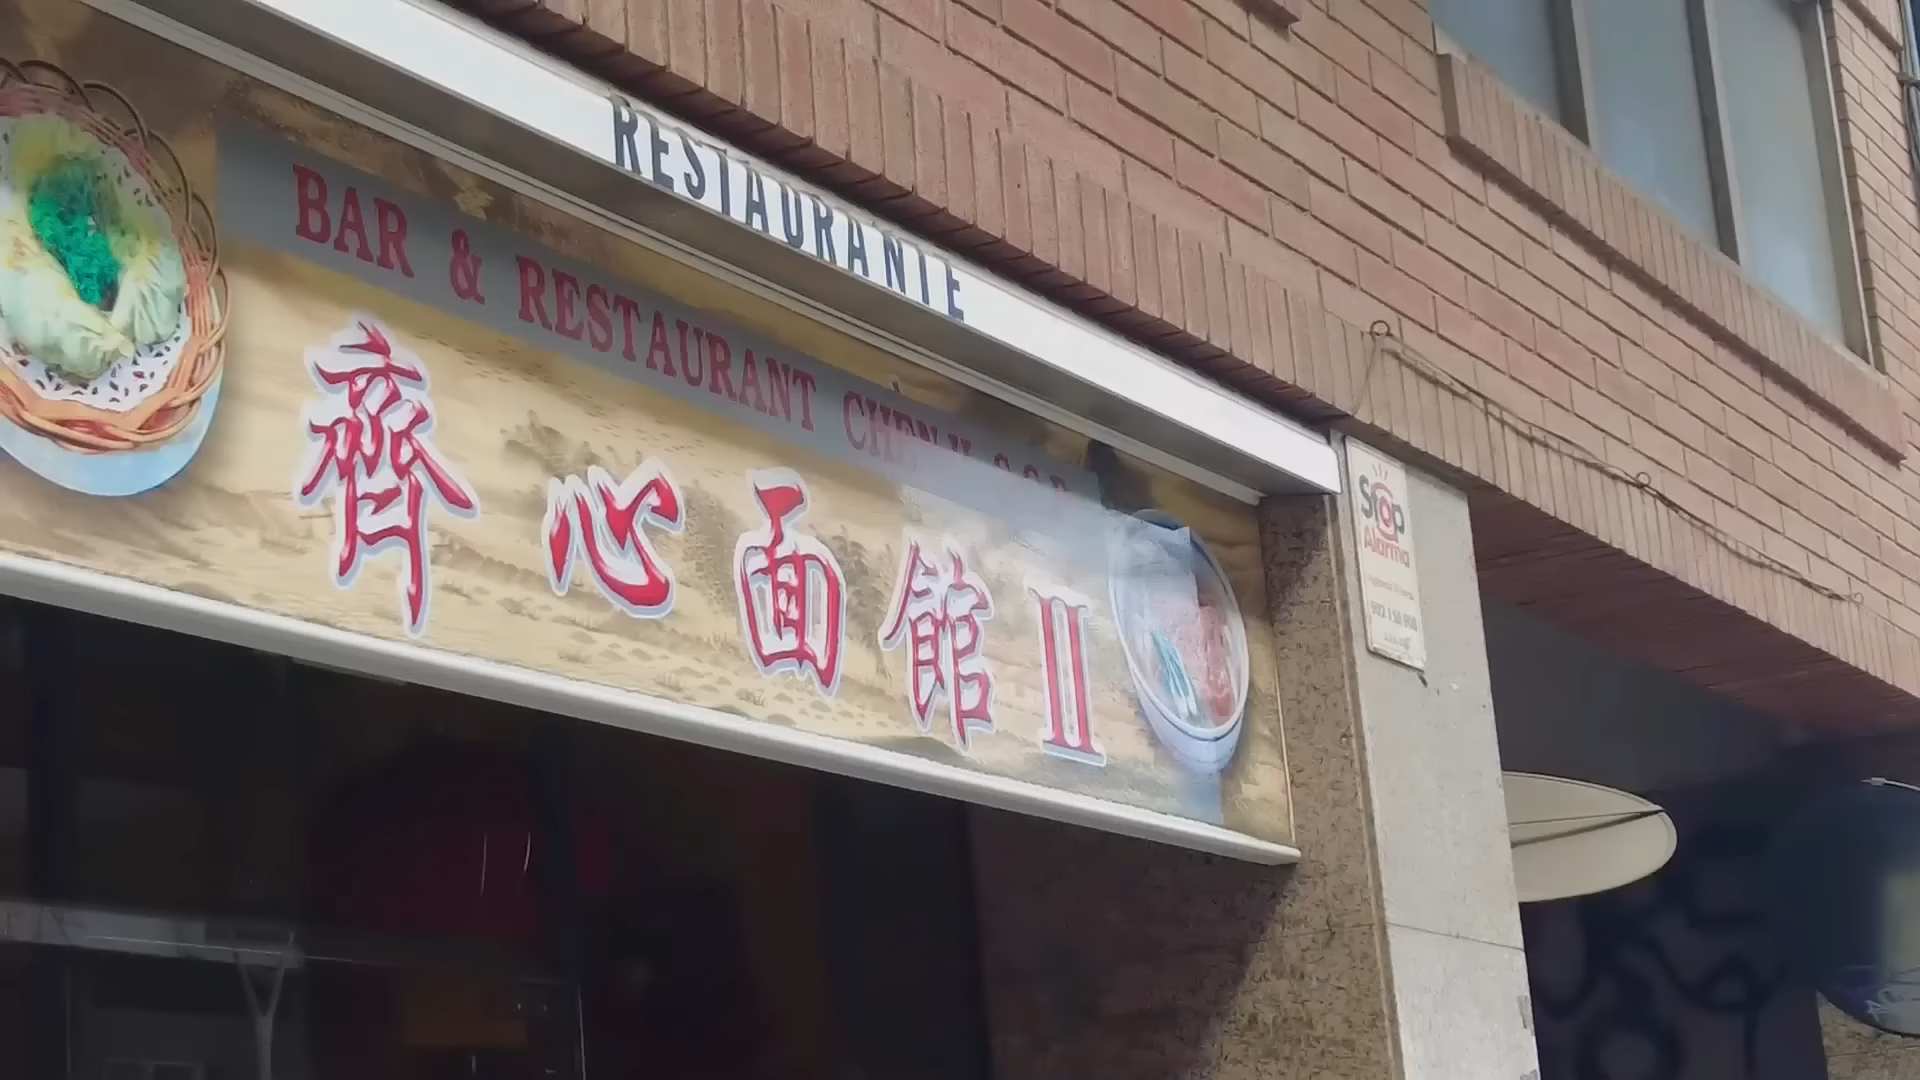 RESTAURANTE
BAR & RESTAURANT
齊心面館 II
Stop
Alarma